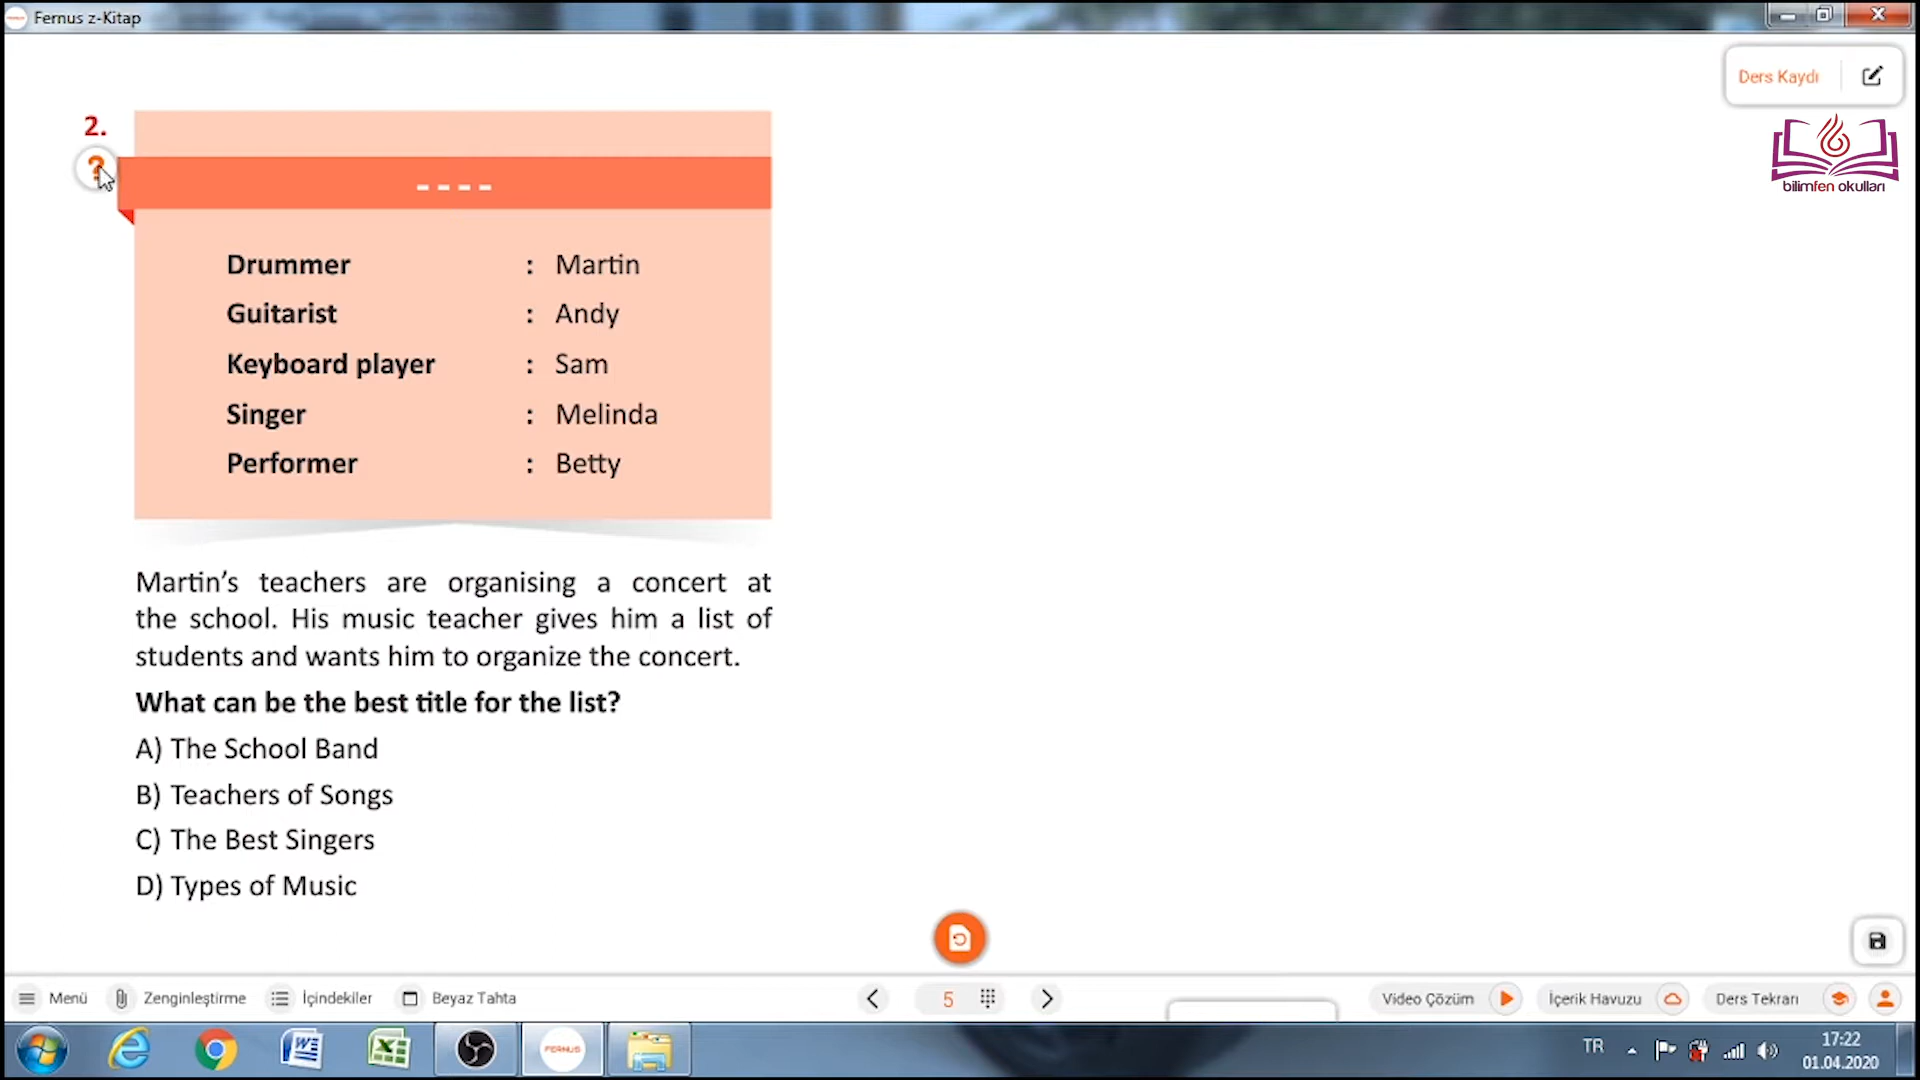 Fernus z-Kitap
Ders Kaydı
bilimfen okulları
2.
?
----
Drummer : Martin
Guitarist : Andy
Keyboard player : Sam
Singer : Melinda
Performer : Betty
Martin's teachers are organising a concert at
the school. His music teacher gives him a list of
students and wants him to organize the concert.
What can be the best title for the list?
A) The School Band
B) Teachers of Songs
C) The Best Singers
D) Types of Music
Menü Zenginleştirme İçindekiler Beyaz Tahta 5 Video Çözüm İçerik Havuzu Ders Tekrarı
FERNUS
TR
17:22
01.04.2020